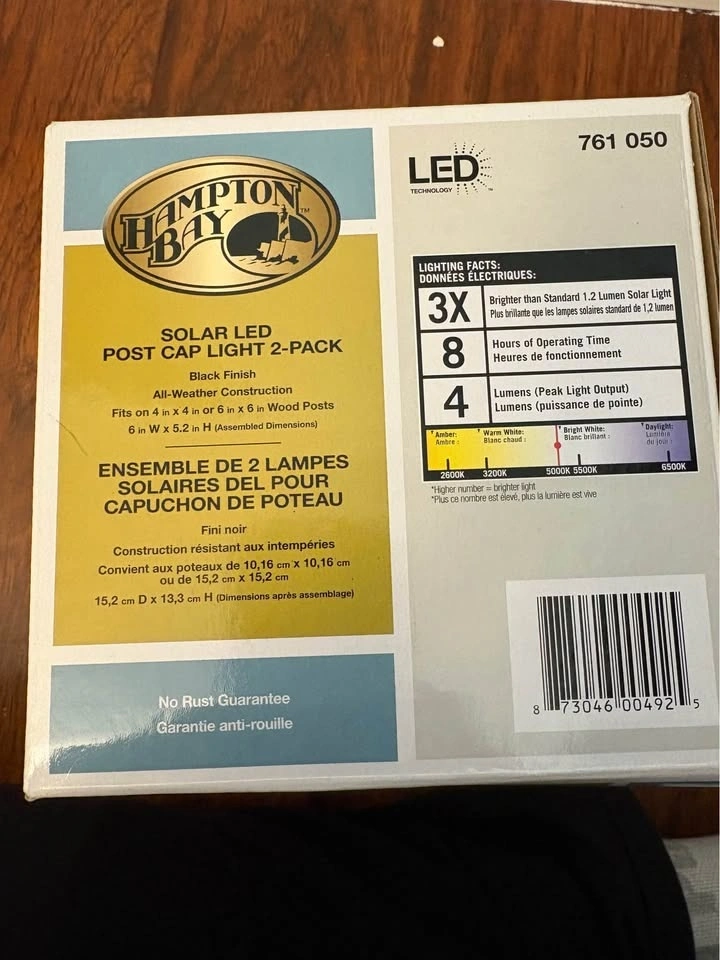 HAMPTON
BAY™
SOLAR LED
POST CAP LIGHT 2-PACK
Black Finish
All-Weather Construction
Fits on 4 in x 4 in or 6 in x 6 in Wood Posts
6 in W x 5.2 in H (Assembled Dimensions)
ENSEMBLE DE 2 LAMPES
SOLAIRES DEL POUR
CAPUCHON DE POTEAU
Fini noir
Construction résistant aux intempéries
Convient aux poteaux de 10,16 cm x 10,16 cm
ou de 15,2 cm x 15,2 cm
15,2 cm D x 13,3 cm H (Dimensions après assemblage)
No Rust Guarantee
Garantie anti-rouille
761 050
LED
TECHNOLOGY ™
LIGHTING FACTS:
DONNÉES ÉLECTRIQUES:
3X
Brighter than Standard 1.2 Lumen Solar Light
Plus brillante que les lampes solaires standard de 1,2 lumen
8
Hours of Operating Time
Heures de fonctionnement
4
Lumens (Peak Light Output)
Lumens (puissance de pointe)
Amber:
Ambre :
Warm White:
Blanc chaud :
Bright White:
Blanc brillant :
Daylight:
Lumière
du jour :
2600K 3200K 5000K 5500K 6500K
*Higher number = brighter light
*Plus ce nombre est élevé, plus la lumière est vive
8 73046 00492 5